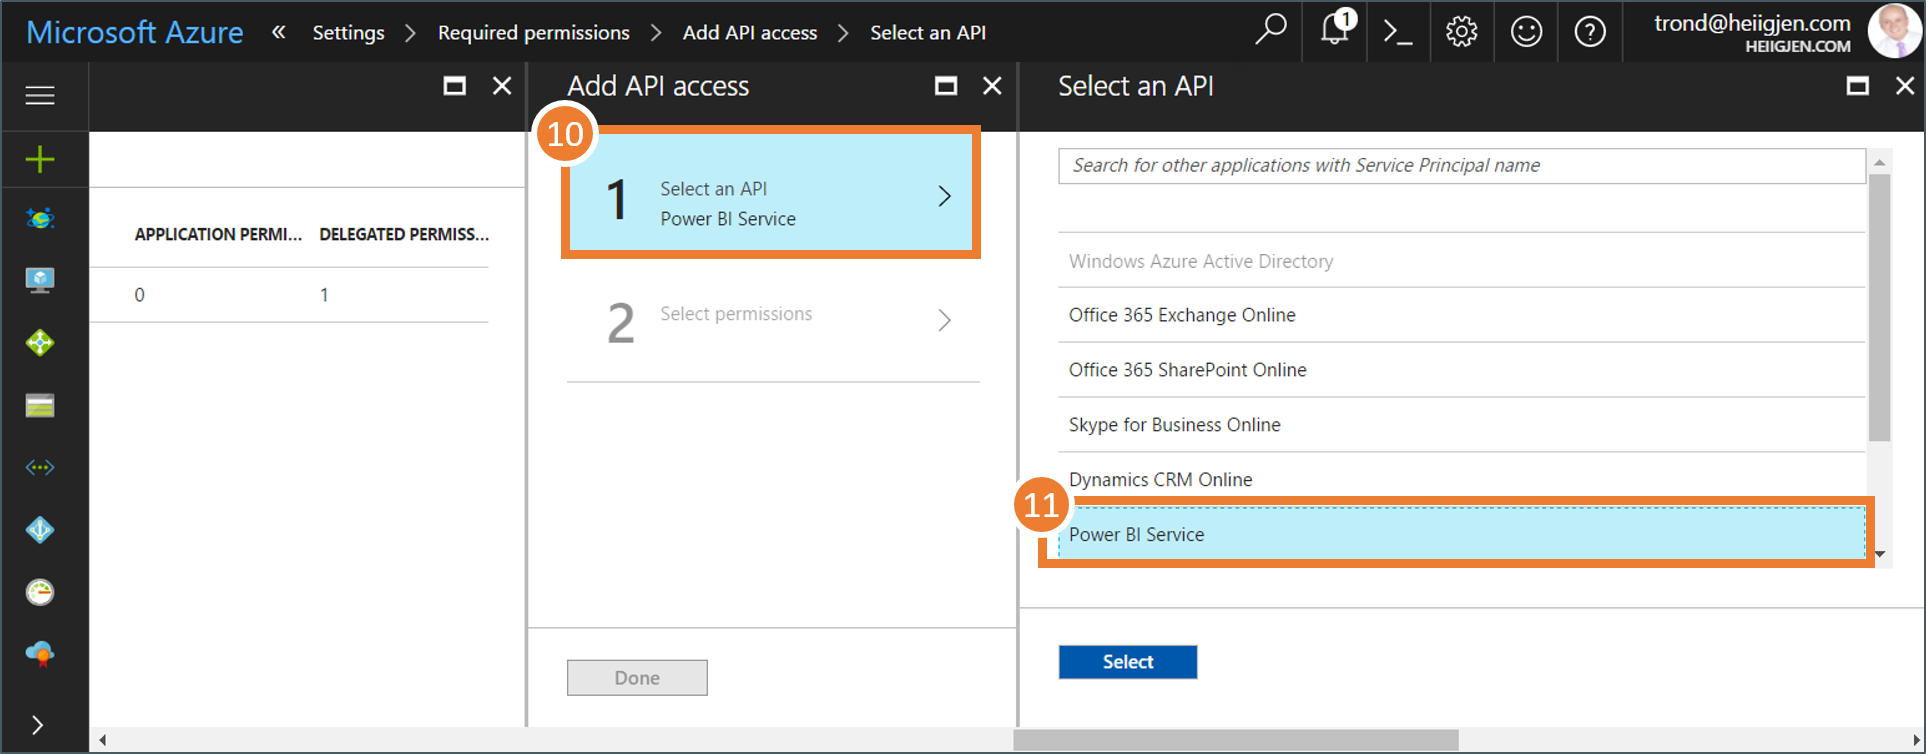 Microsoft Azure « Settings > Required permissions > Add API access > Select an API
1
trond@heiigjen.com
HEIIGJEN.COM
APPLICATION PERMI... DELEGATED PERMISS...
0 1
Add API access
10
1 Select an API
Power BI Service
2 Select permissions
Done
Select an API
Search for other applications with Service Principal name
Windows Azure Active Directory
Office 365 Exchange Online
Office 365 SharePoint Online
Skype for Business Online
Dynamics CRM Online
11
Power BI Service
Select